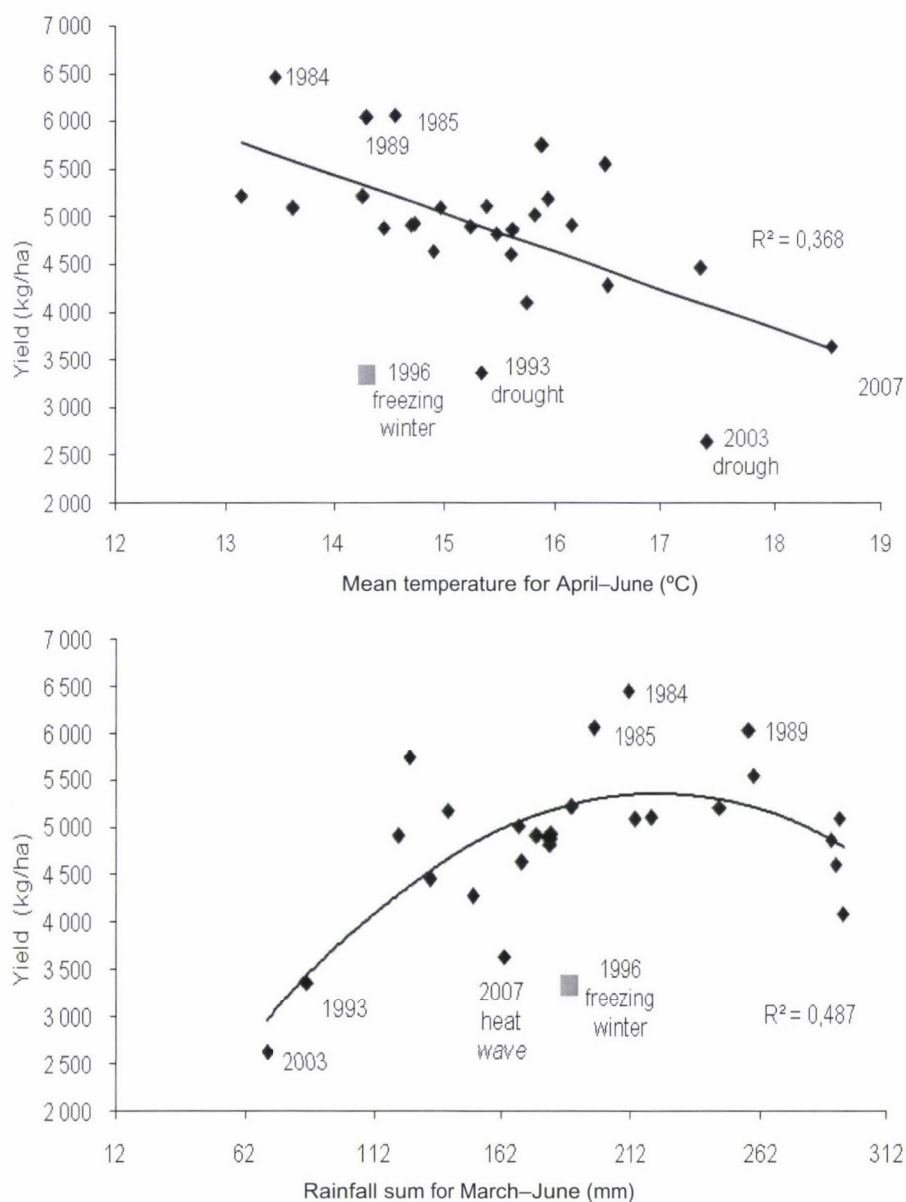 7 000
6 500
6 000
5 500
5 000
4 500
4 000
3 500
3 000
2 500
2 000
Yield (kg/ha)
1984
1985
1989
R² = 0,368
1996
freezing
winter
1993
drought
2007
2003
drough
12 13 14 15 16 17 18 19
Mean temperature for April–June (ºC)
7 000
6 500
6 000
5 500
5 000
4 500
4 000
3 500
3 000
2 500
2 000
Yield (kg/ha)
1984
1985
1989
1993
2003
2007
heat
wave
1996
freezing
winter
R² = 0,487
12 62 112 162 212 262 312
Rainfall sum for March–June (mm)